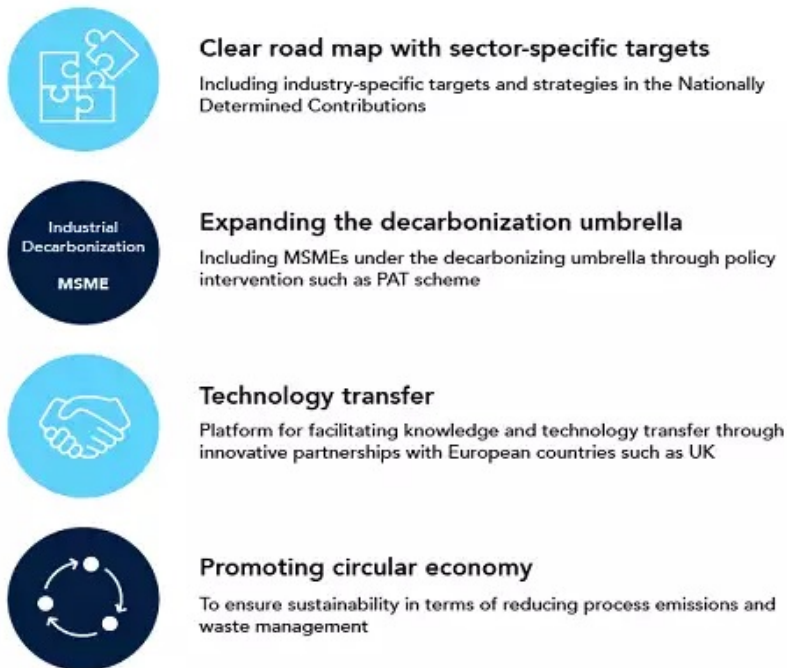 Clear road map with sector-specific targets
Including industry-specific targets and strategies in the Nationally
Determined Contributions
Industrial
Decarbonization
MSME
Expanding the decarbonization umbrella
Including MSMEs under the decarbonizing umbrella through policy
intervention such as PAT scheme
Technology transfer
Platform for facilitating knowledge and technology transfer through
innovative partnerships with European countries such as UK
Promoting circular economy
To ensure sustainability in terms of reducing process emissions and
waste management